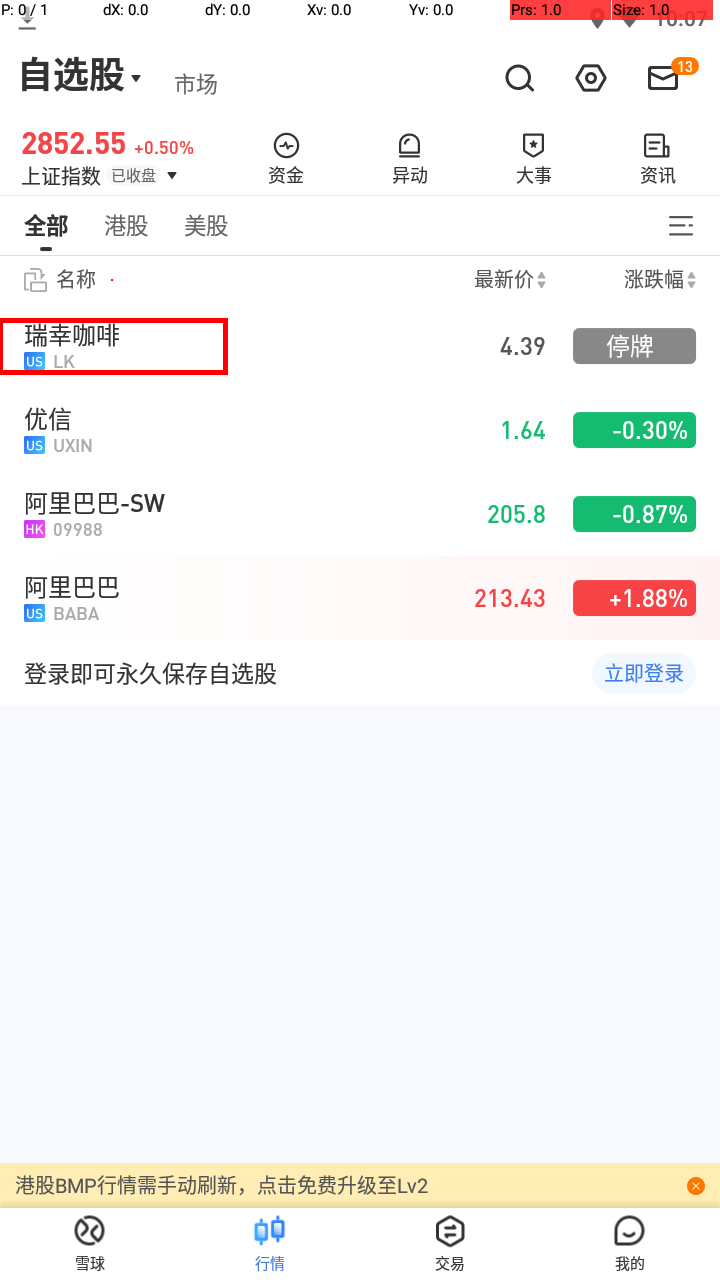 P: 0 / 1 dX: 0.0 dY: 0.0 Xv: 0.0 Yv: 0.0 Prs: 1.0 Size: 1.0
10:07
自选股 市场 13
2852.55 +0.50%
上证指数 已收盘 资金 异动 大事 资讯
全部 港股 美股
名称 最新价 涨跌幅
瑞幸咖啡 4.39 停牌
US LK
优信 1.64 -0.30%
US UXIN
阿里巴巴-SW 205.8 -0.87%
HK 09988
阿里巴巴 213.43 +1.88%
US BABA
登录即可永久保存自选股 立即登录
港股BMP行情需手动刷新，点击免费升级至Lv2
雪球 行情 交易 我的